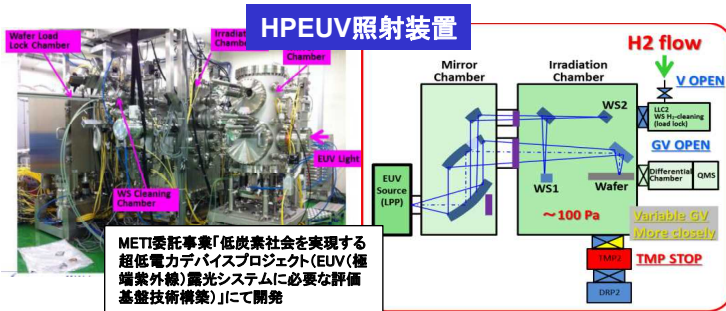 HPEUV照射装置
Wafer Load
Lock Chamber
Irradiation
Chamber
Chamber
EUV Light
WS Cleaning
Chamber
METI委託事業「低炭素社会を実現する
超低電力デバイスプロジェクト(EUV(極
端紫外線)露光システムに必要な評価
基盤技術構築)」にて開発
H2 flow
Mirror
Chamber
Irradiation
Chamber
V OPEN
WS2
LLC2
WS H₂-cleaning
(load lock)
GV OPEN
EUV
Source
(LPP)
WS1
Wafer
Differential
Chamber
QMS
～100 Pa
Variable GV
More closely
TMP2
TMP STOP
DRP2